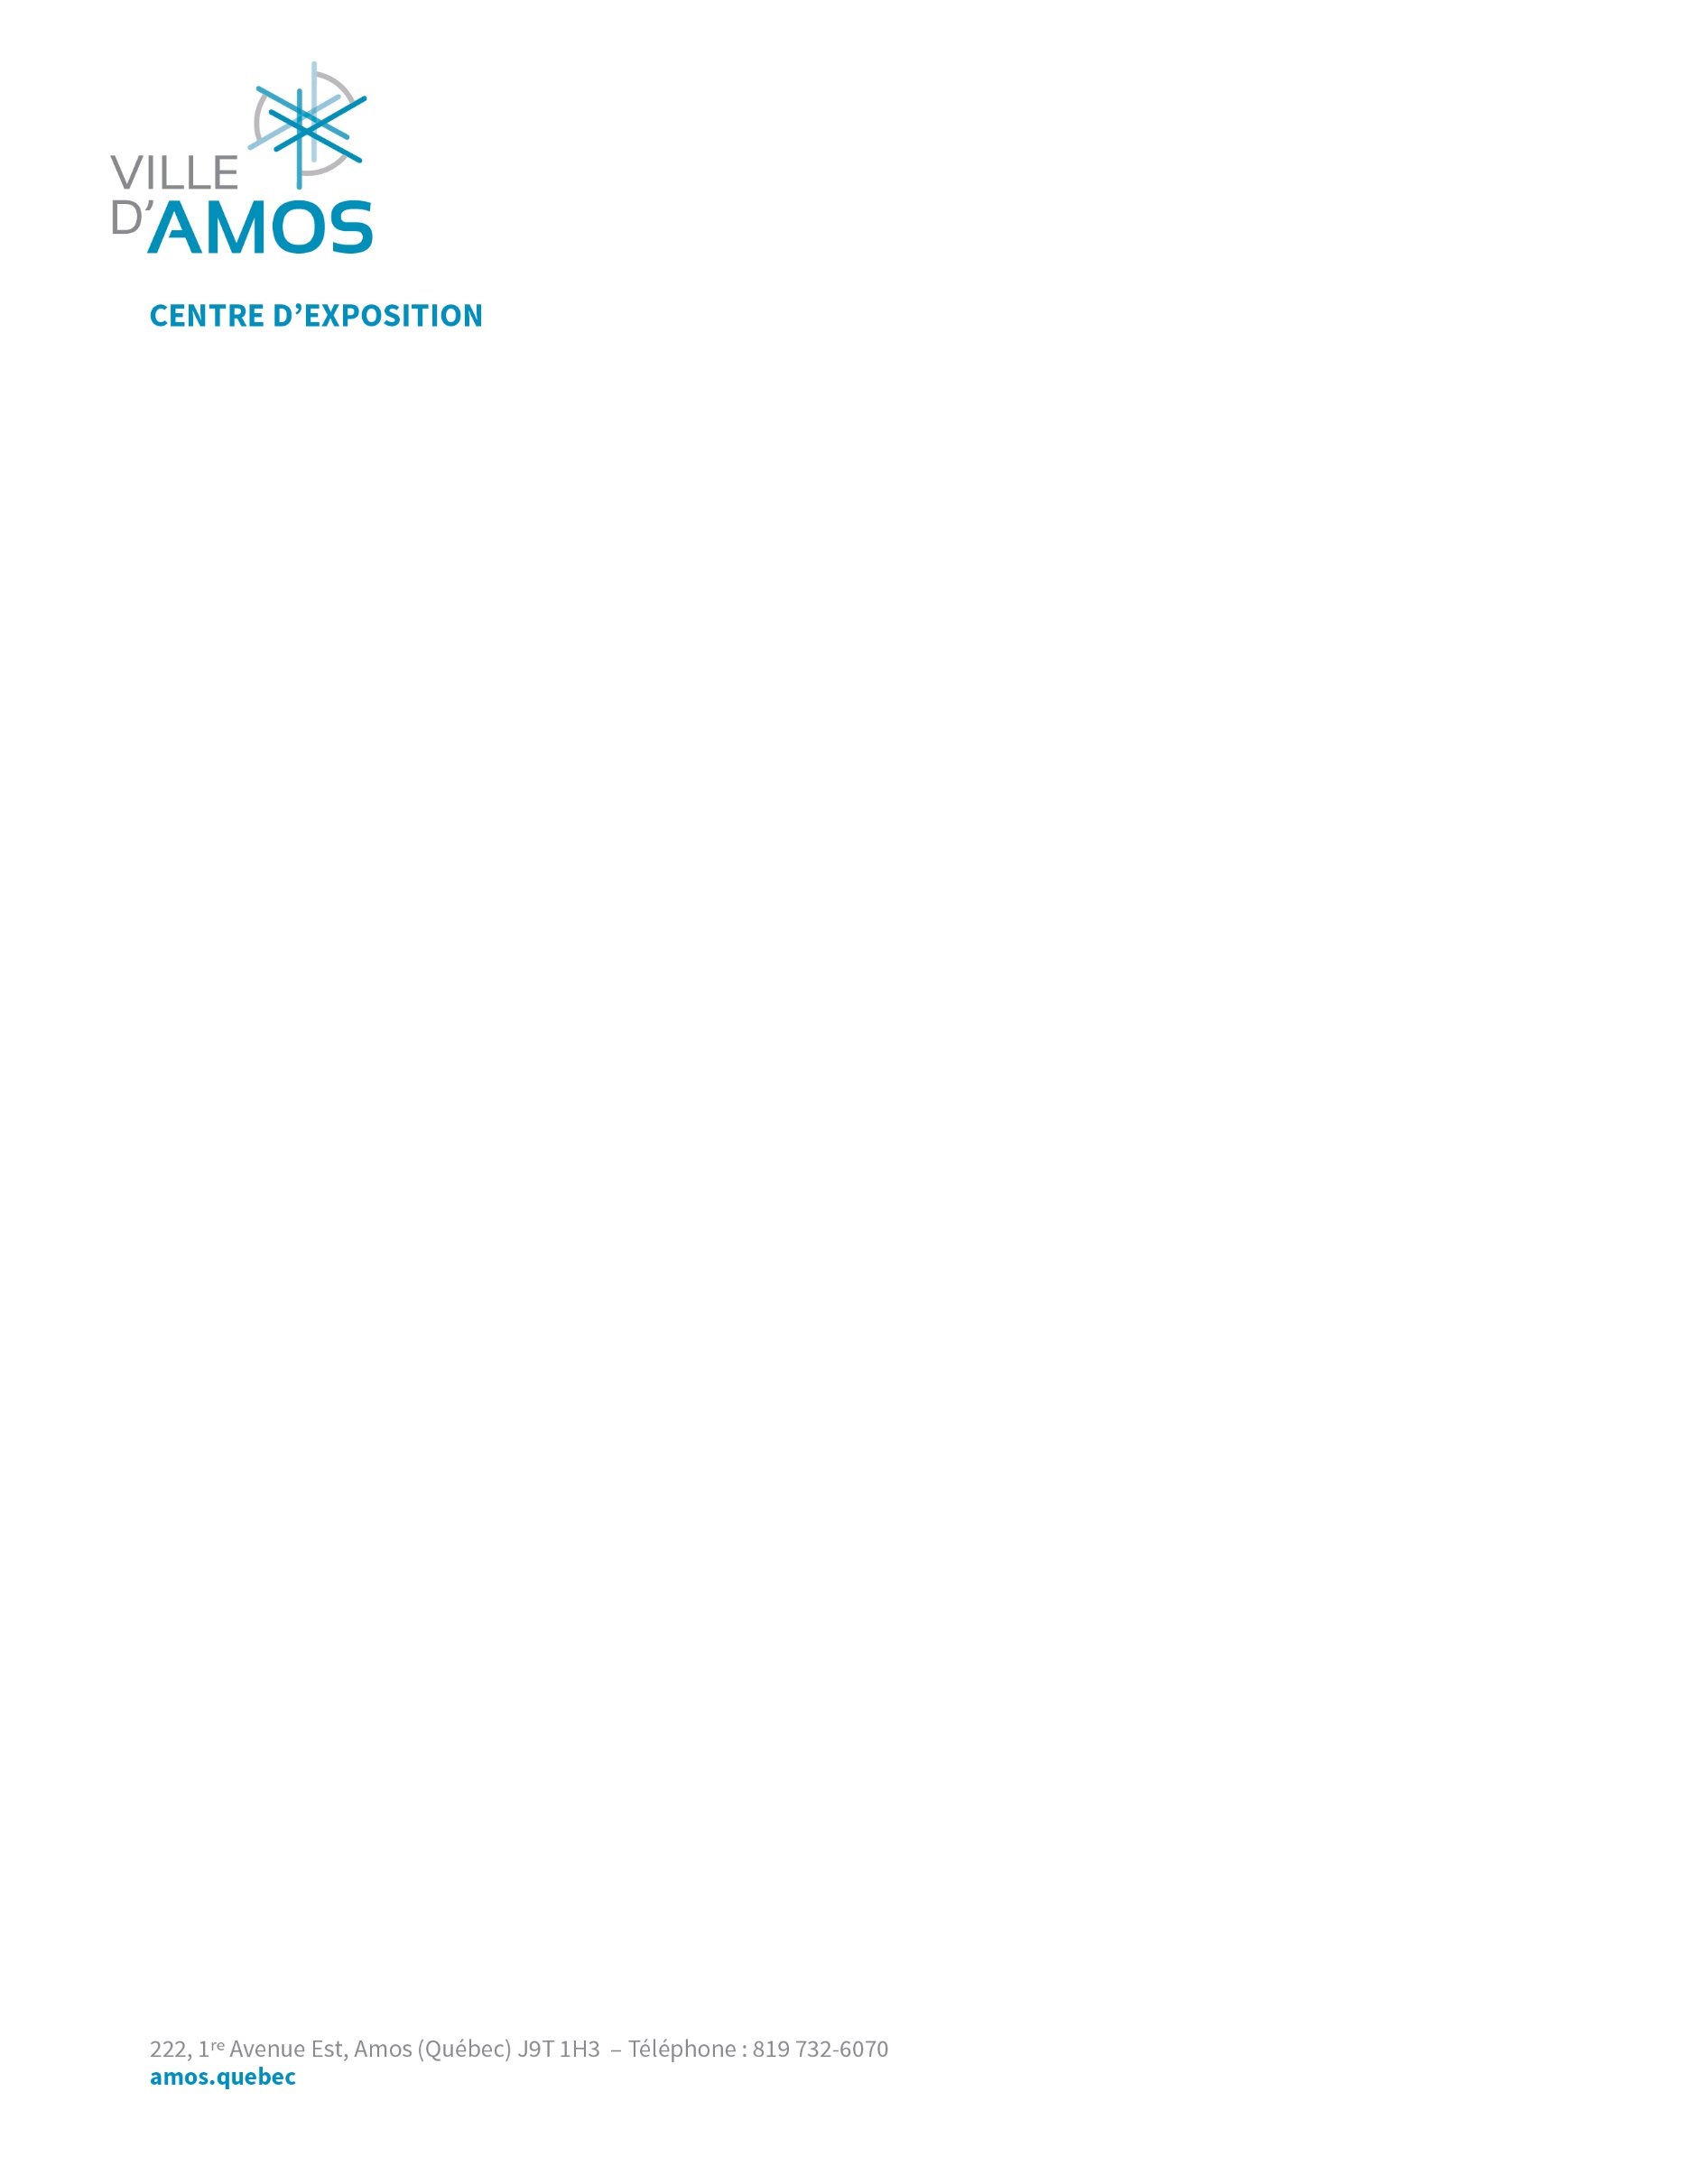 VILLE
D'AMOS
CENTRE D’EXPOSITION
222, 1re Avenue Est, Amos (Québec) J9T 1H3 – Téléphone : 819 732-6070
amos.quebec